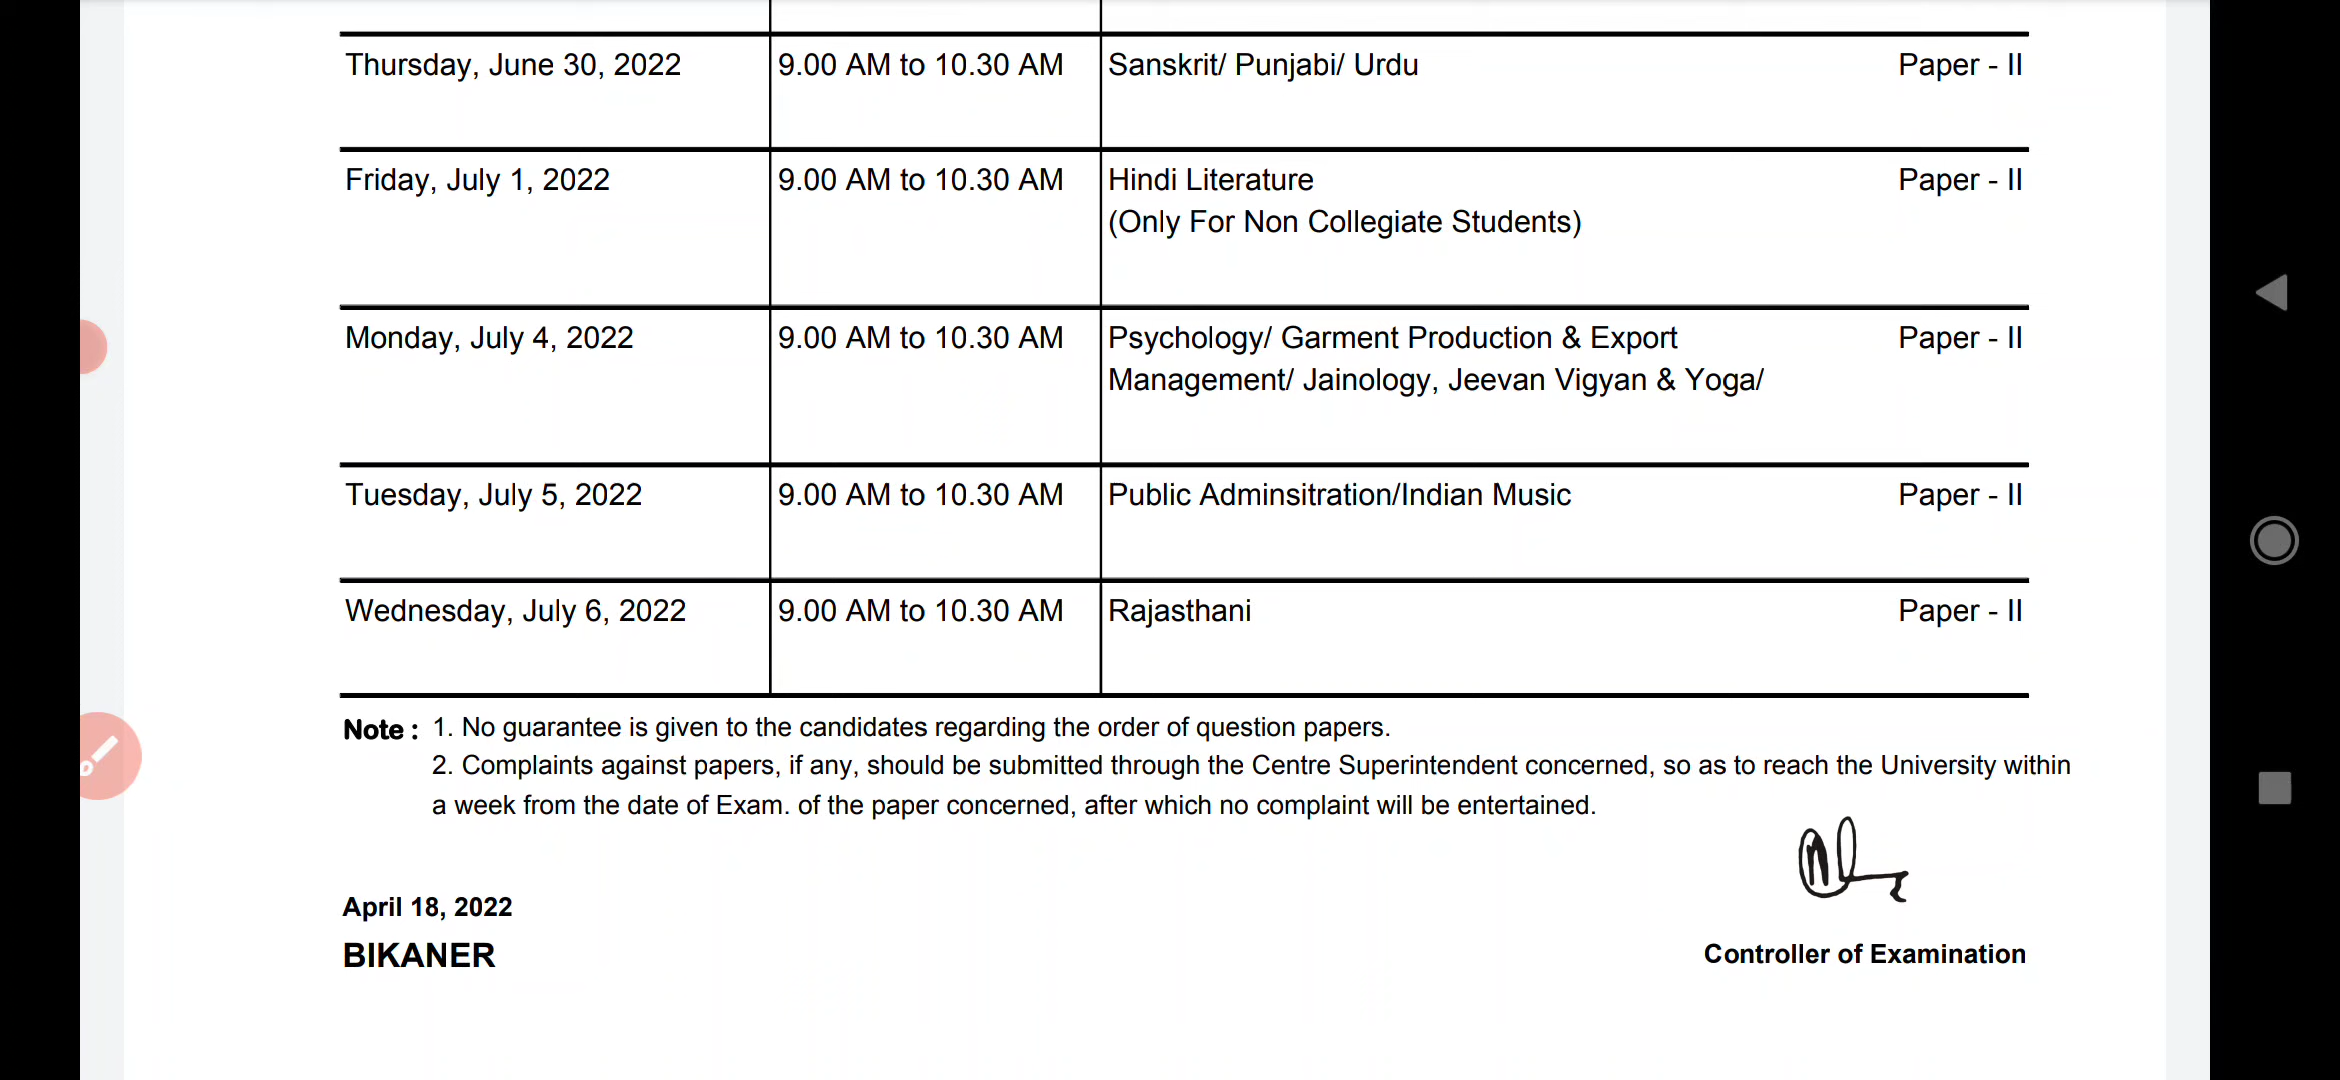 Thursday, June 30, 2022 9.00 AM to 10.30 AM Sanskrit/ Punjabi/ Urdu Paper - II
Friday, July 1, 2022 9.00 AM to 10.30 AM Hindi Literature Paper - II
(Only For Non Collegiate Students)
Monday, July 4, 2022 9.00 AM to 10.30 AM Psychology/ Garment Production & Export Paper - II
Management/ Jainology, Jeevan Vigyan & Yoga/
Tuesday, July 5, 2022 9.00 AM to 10.30 AM Public Adminsitration/Indian Music Paper - II
Wednesday, July 6, 2022 9.00 AM to 10.30 AM Rajasthani Paper - II
Note : 1. No guarantee is given to the candidates regarding the order of question papers.
2. Complaints against papers, if any, should be submitted through the Centre Superintendent concerned, so as to reach the University within
a week from the date of Exam. of the paper concerned, after which no complaint will be entertained.
April 18, 2022
BIKANER Controller of Examination